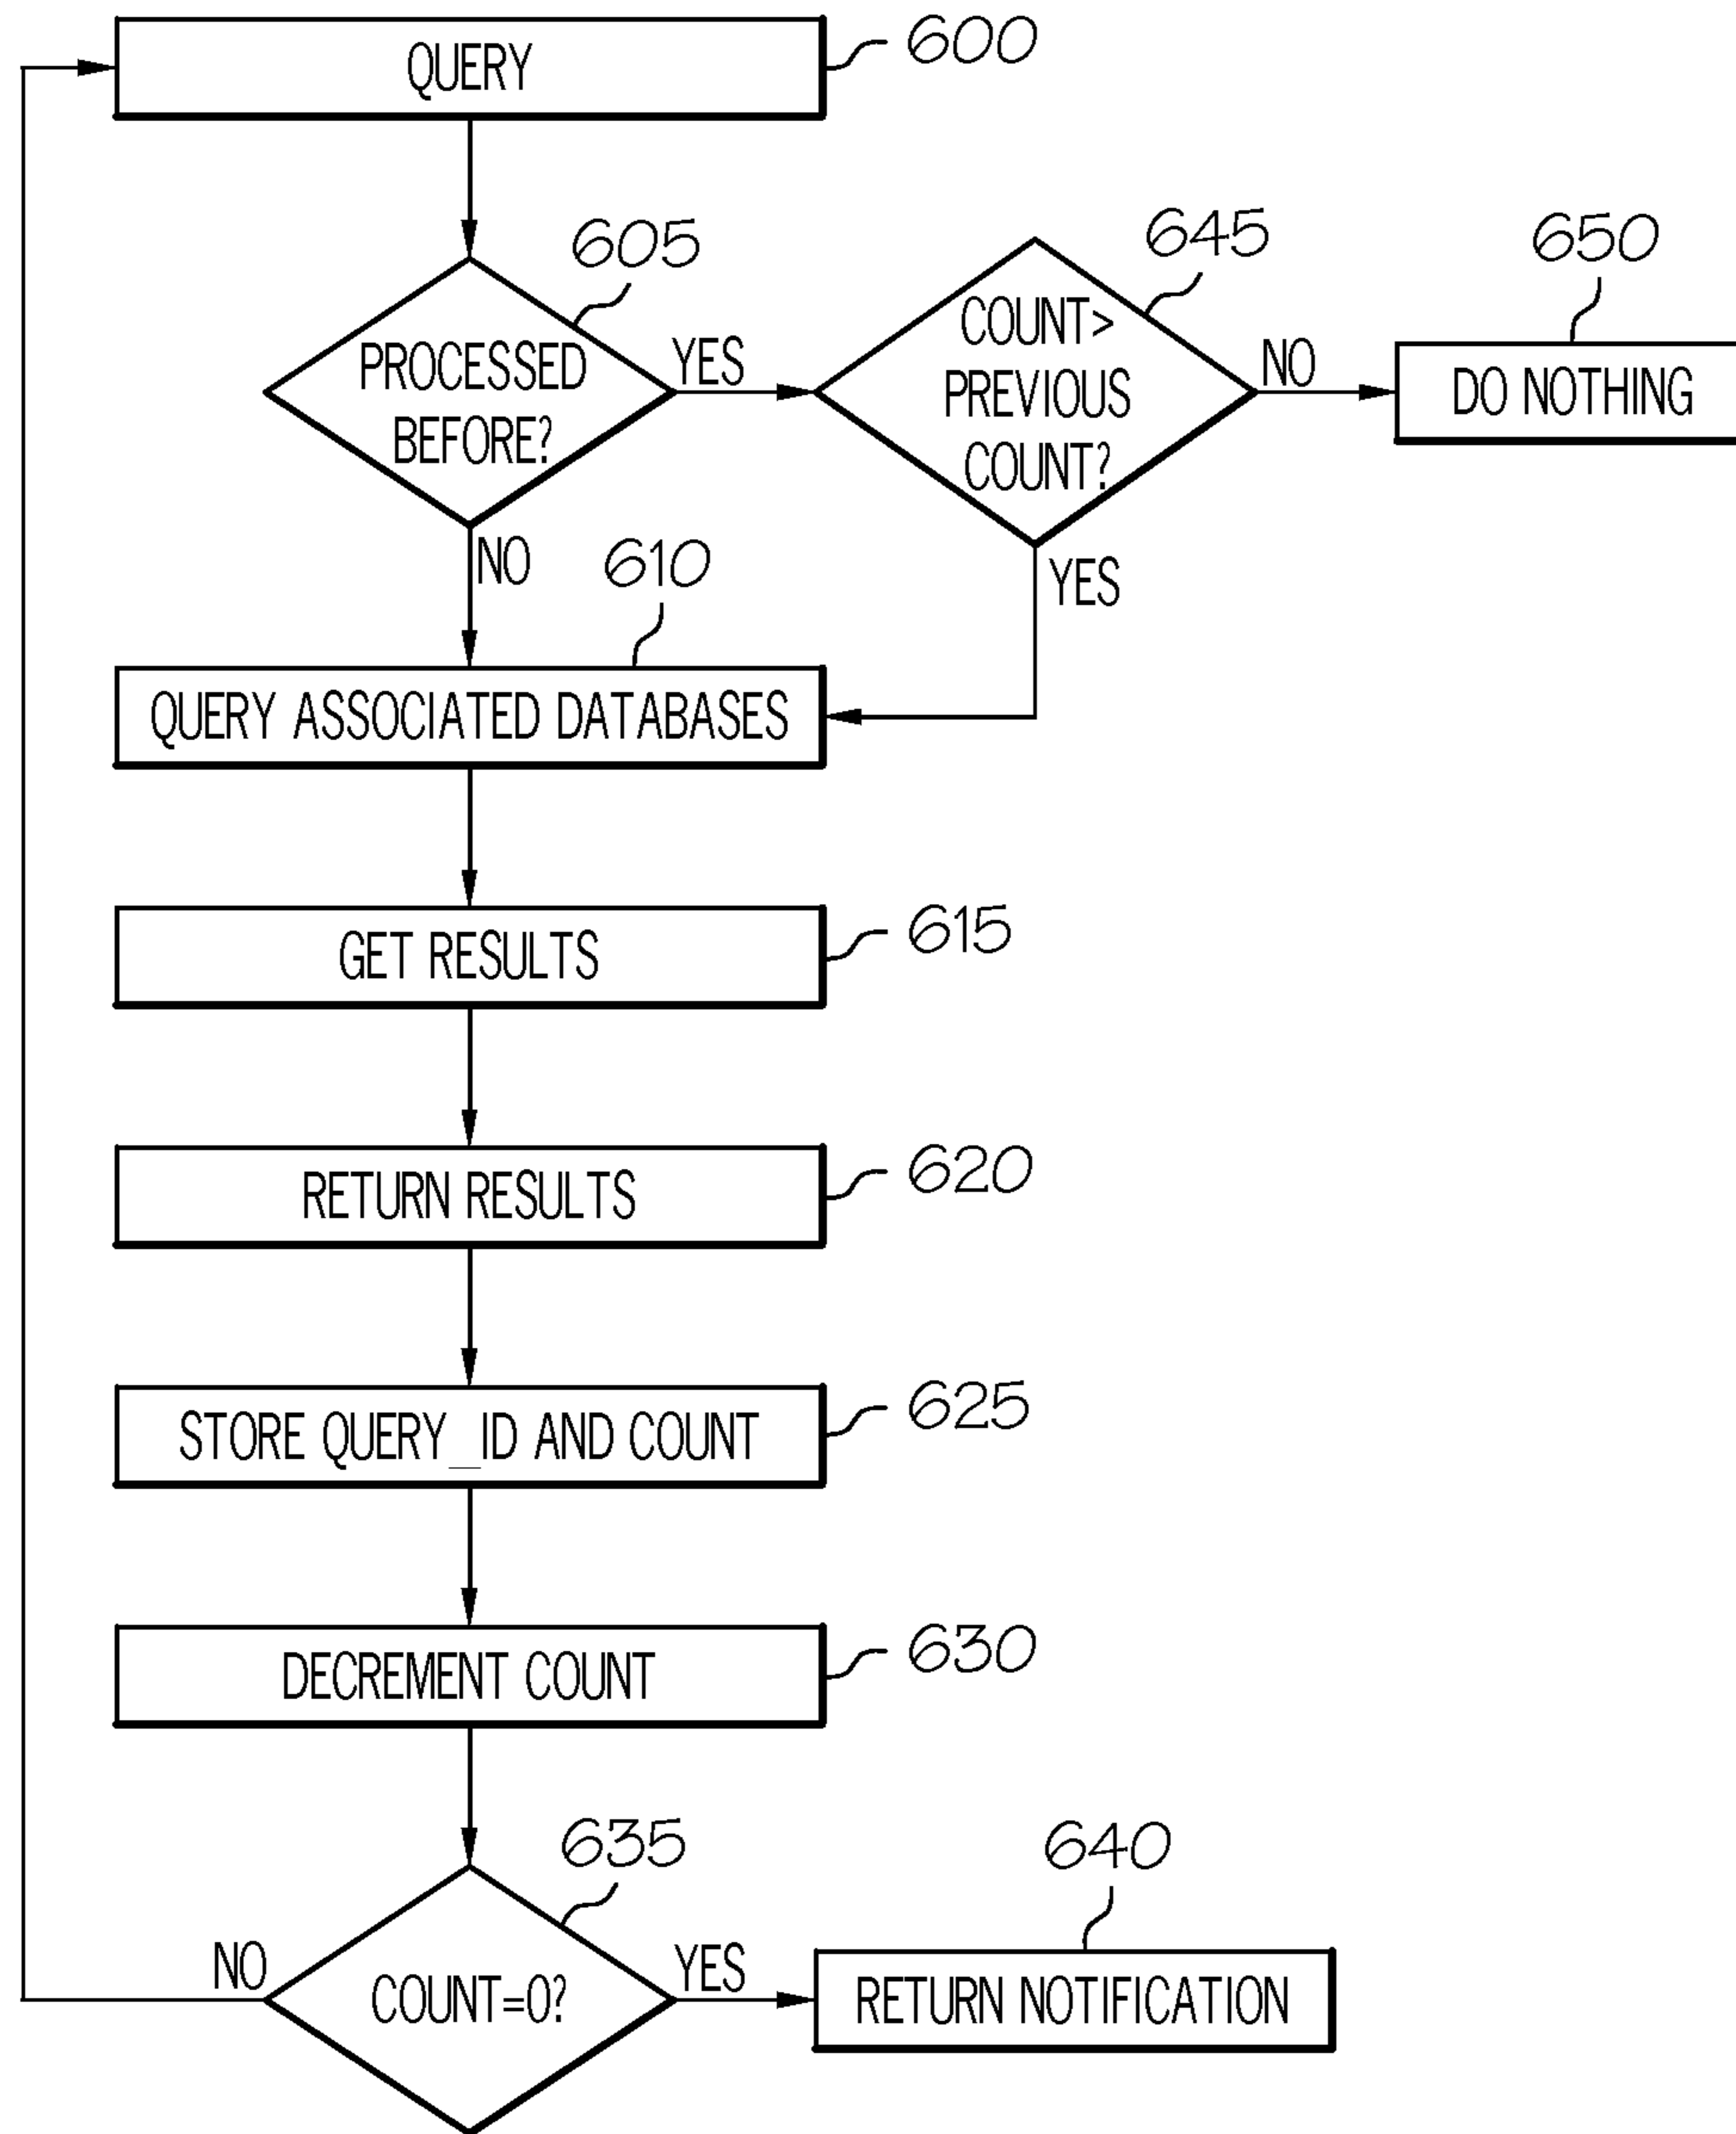 QUERY
600
605
PROCESSED
BEFORE?
YES
NO
645
COUNT>
PREVIOUS
COUNT?
NO
YES
650
DO NOTHING
610
QUERY ASSOCIATED DATABASES
GET RESULTS
615
RETURN RESULTS
620
STORE QUERY_ID AND COUNT
625
DECREMENT COUNT
630
635
COUNT=0?
NO
YES
640
RETURN NOTIFICATION